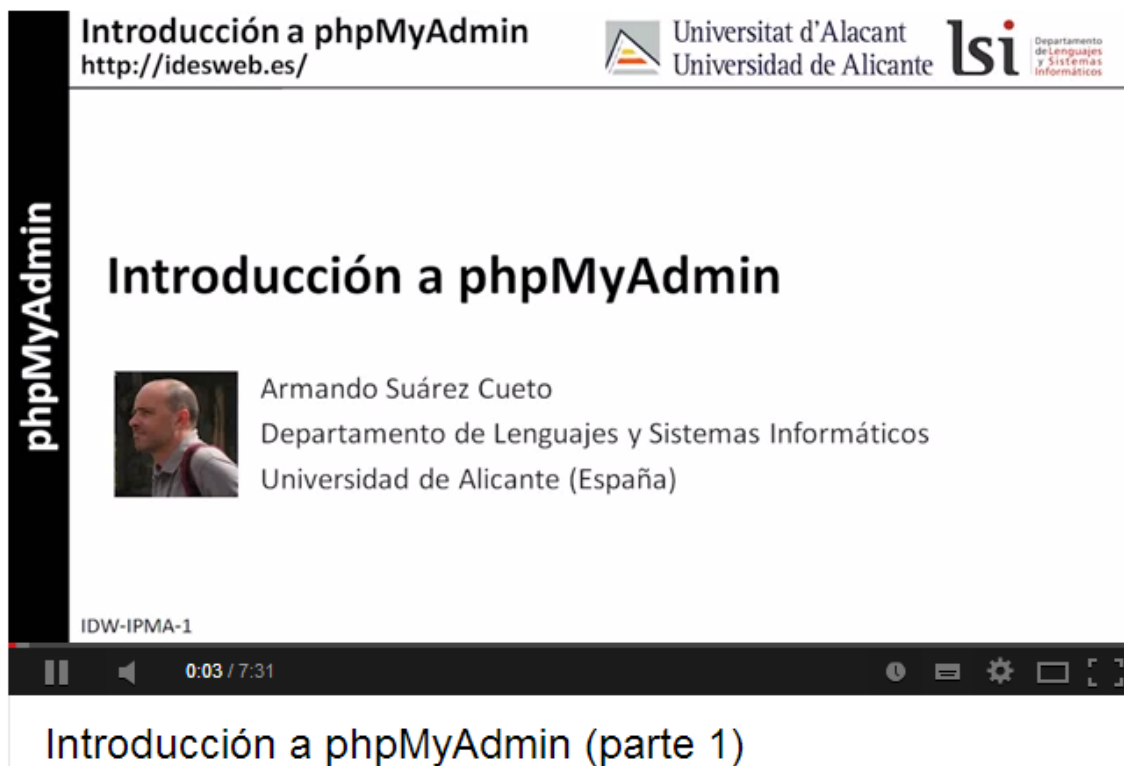 Introducción a phpMyAdmin
http://idesweb.es/
Universitat d'Alacant
Universidad de Alicante
lsi
Departamento
de Lenguajes
y Sistemas
Informáticos
phpMyAdmin
Introducción a phpMyAdmin
Armando Suárez Cueto
Departamento de Lenguajes y Sistemas Informáticos
Universidad de Alicante (España)
IDW-IPMA-1
0:03 / 7:31
Introducción a phpMyAdmin (parte 1)